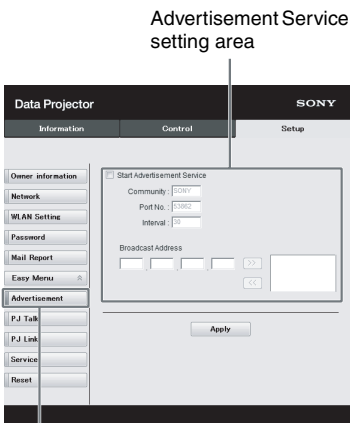 Advertisement Service
setting area
Data Projector
SONY
Information
Control
Setup
Owner information
Network
WLAN Setting
Password
Mail Report
Easy Menu
Advertisement
PJ Talk
PJ Link
Service
Reset
Start Advertisement Service
Community : SONY
Port No. : 53862
Interval : 30
Broadcast Address
. . .
>>
<<
Apply